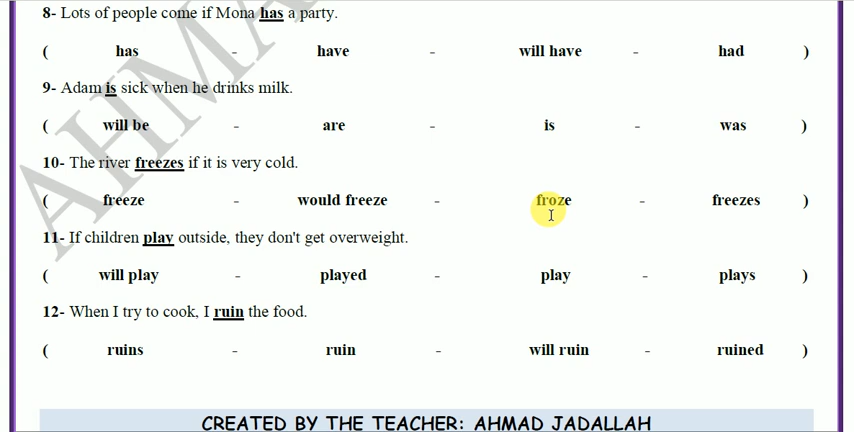 8- Lots of people come if Mona has a party.
( has - have - will have - had )
9- Adam is sick when he drinks milk.
( will be - are - is - was )
10- The river freezes if it is very cold.
( freeze - would freeze - froze - freezes )
11- If children play outside, they don't get overweight.
( will play - played - play - plays )
12- When I try to cook, I ruin the food.
( ruins - ruin - will ruin - ruined )
CREATED BY THE TEACHER: AHMAD JADALLAH
AHMA